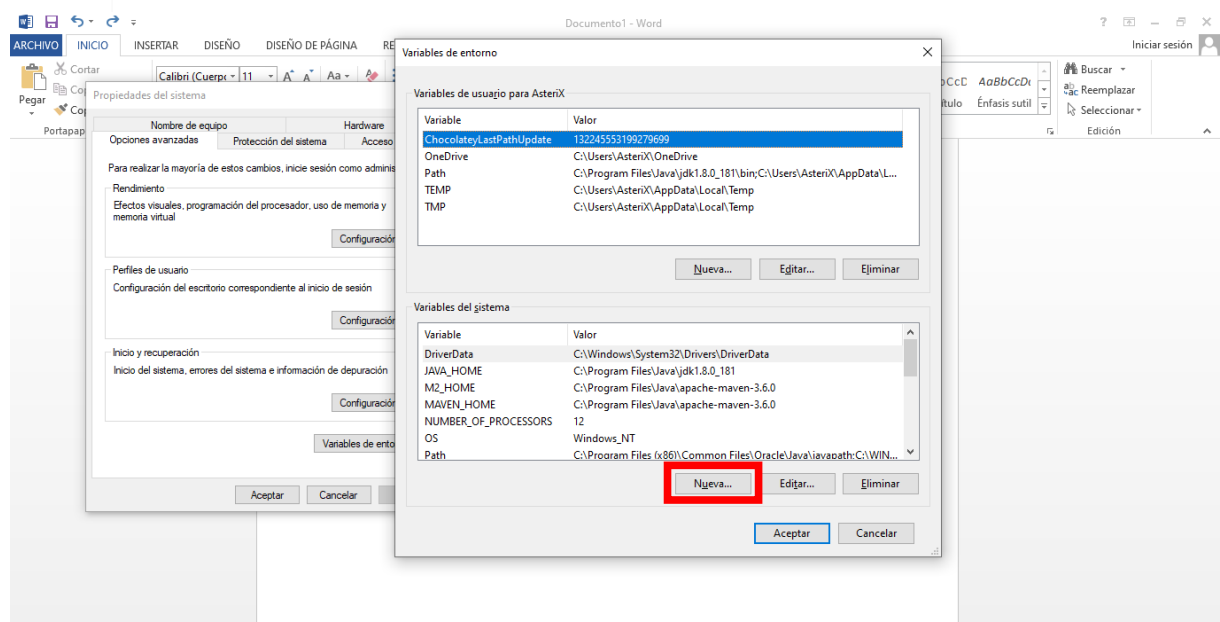 Documento1 - Word
ARCHIVO INICIO INSERTAR DISEÑO DISEÑO DE PÁGINA
Iniciar sesión
Pegar
Cortar
Portapap
Calibri (Cuerpc 11 A A Aa
CcE AaBbCcDc
ítulo Énfasis sutil
Buscar
Reemplazar
Seleccionar
Edición
Propiedades del sistema
Nombre de equipo Hardware
Opciones avanzadas Protección del sistema Acceso
Para realizar la mayoría de estos cambios, inicie sesión como adminis
Rendimiento
Efectos visuales, programación del procesador, uso de memoria y
memoria virtual
Configuración
Perfiles de usuario
Configuración del escritorio correspondiente al inicio de sesión
Configuración
Inicio y recuperación
Inicio del sistema, errores del sistema e información de depuración
Configuración
Variables de ento
Aceptar Cancelar
Variables de entorno
Variables de usuario para AsteriX
Variable Valor
ChocolateyLastPathUpdate 132245553199279699
OneDrive C:\Users\AsteriX\OneDrive
Path C:\Program Files\Java\jdk1.8.0_181\bin;C:\Users\AsteriX\AppData\L...
TEMP C:\Users\AsteriX\AppData\Local\Temp
TMP C:\Users\AsteriX\AppData\Local\Temp
Nueva... Editar... Eliminar
Variables del sistema
Variable Valor
DriverData C:\Windows\System32\Drivers\DriverData
JAVA_HOME C:\Program Files\Java\jdk1.8.0_181
M2_HOME C:\Program Files\Java\apache-maven-3.6.0
MAVEN_HOME C:\Program Files\Java\apache-maven-3.6.0
NUMBER_OF_PROCESSORS 12
OS Windows_NT
Path C:\Program Files (x86)\Common Files\Oracle\Java\javapath;C:\WIN...
Nueva... Editar... Eliminar
Aceptar Cancelar